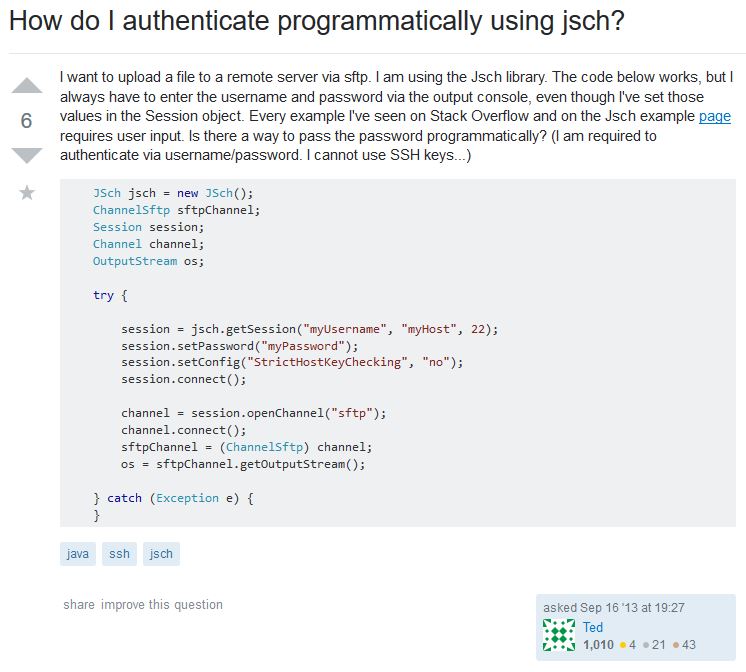 How do I authenticate programmatically using jsch?
I want to upload a file to a remote server via sftp. I am using the Jsch library. The code below works, but I
always have to enter the username and password via the output console, even though I've set those
values in the Session object. Every example I've seen on Stack Overflow and on the Jsch example page
requires user input. Is there a way to pass the password programmatically? (I am required to
authenticate via username/password. I cannot use SSH keys...)
6
JSch jsch = new JSch();
ChannelSftp sftpChannel;
Session session;
Channel channel;
OutputStream os;
try {
session = jsch.getSession("myUsername", "myHost", 22);
session.setPassword("myPassword");
session.setConfig("StrictHostKeyChecking", "no");
session.connect();
channel = session.openChannel("sftp");
channel.connect();
sftpChannel = (ChannelSftp) channel;
os = sftpChannel.getOutputStream();
} catch (Exception e) {
}
java ssh jsch
share improve this question
asked Sep 16 '13 at 19:27
Ted
1,010 ●4 ●21 ●43